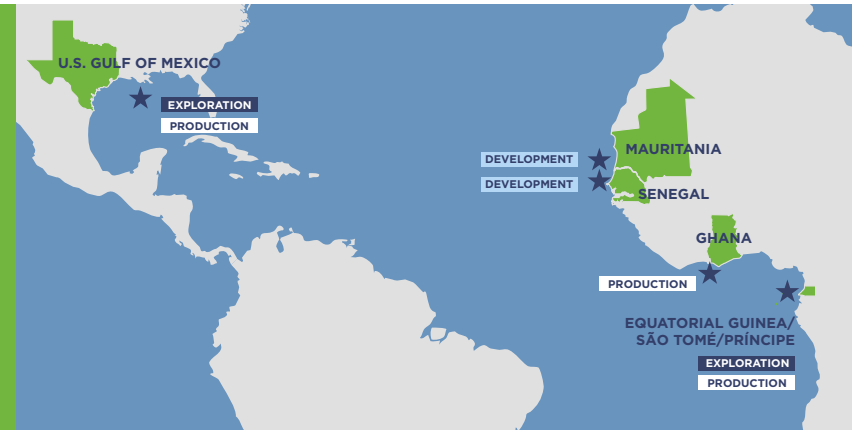 U.S. GULF OF MEXICO
EXPLORATION
PRODUCTION
DEVELOPMENT
MAURITANIA
DEVELOPMENT
SENEGAL
GHANA
PRODUCTION
EQUATORIAL GUINEA/
SÃO TOMÉ/PRÍNCIPE
EXPLORATION
PRODUCTION